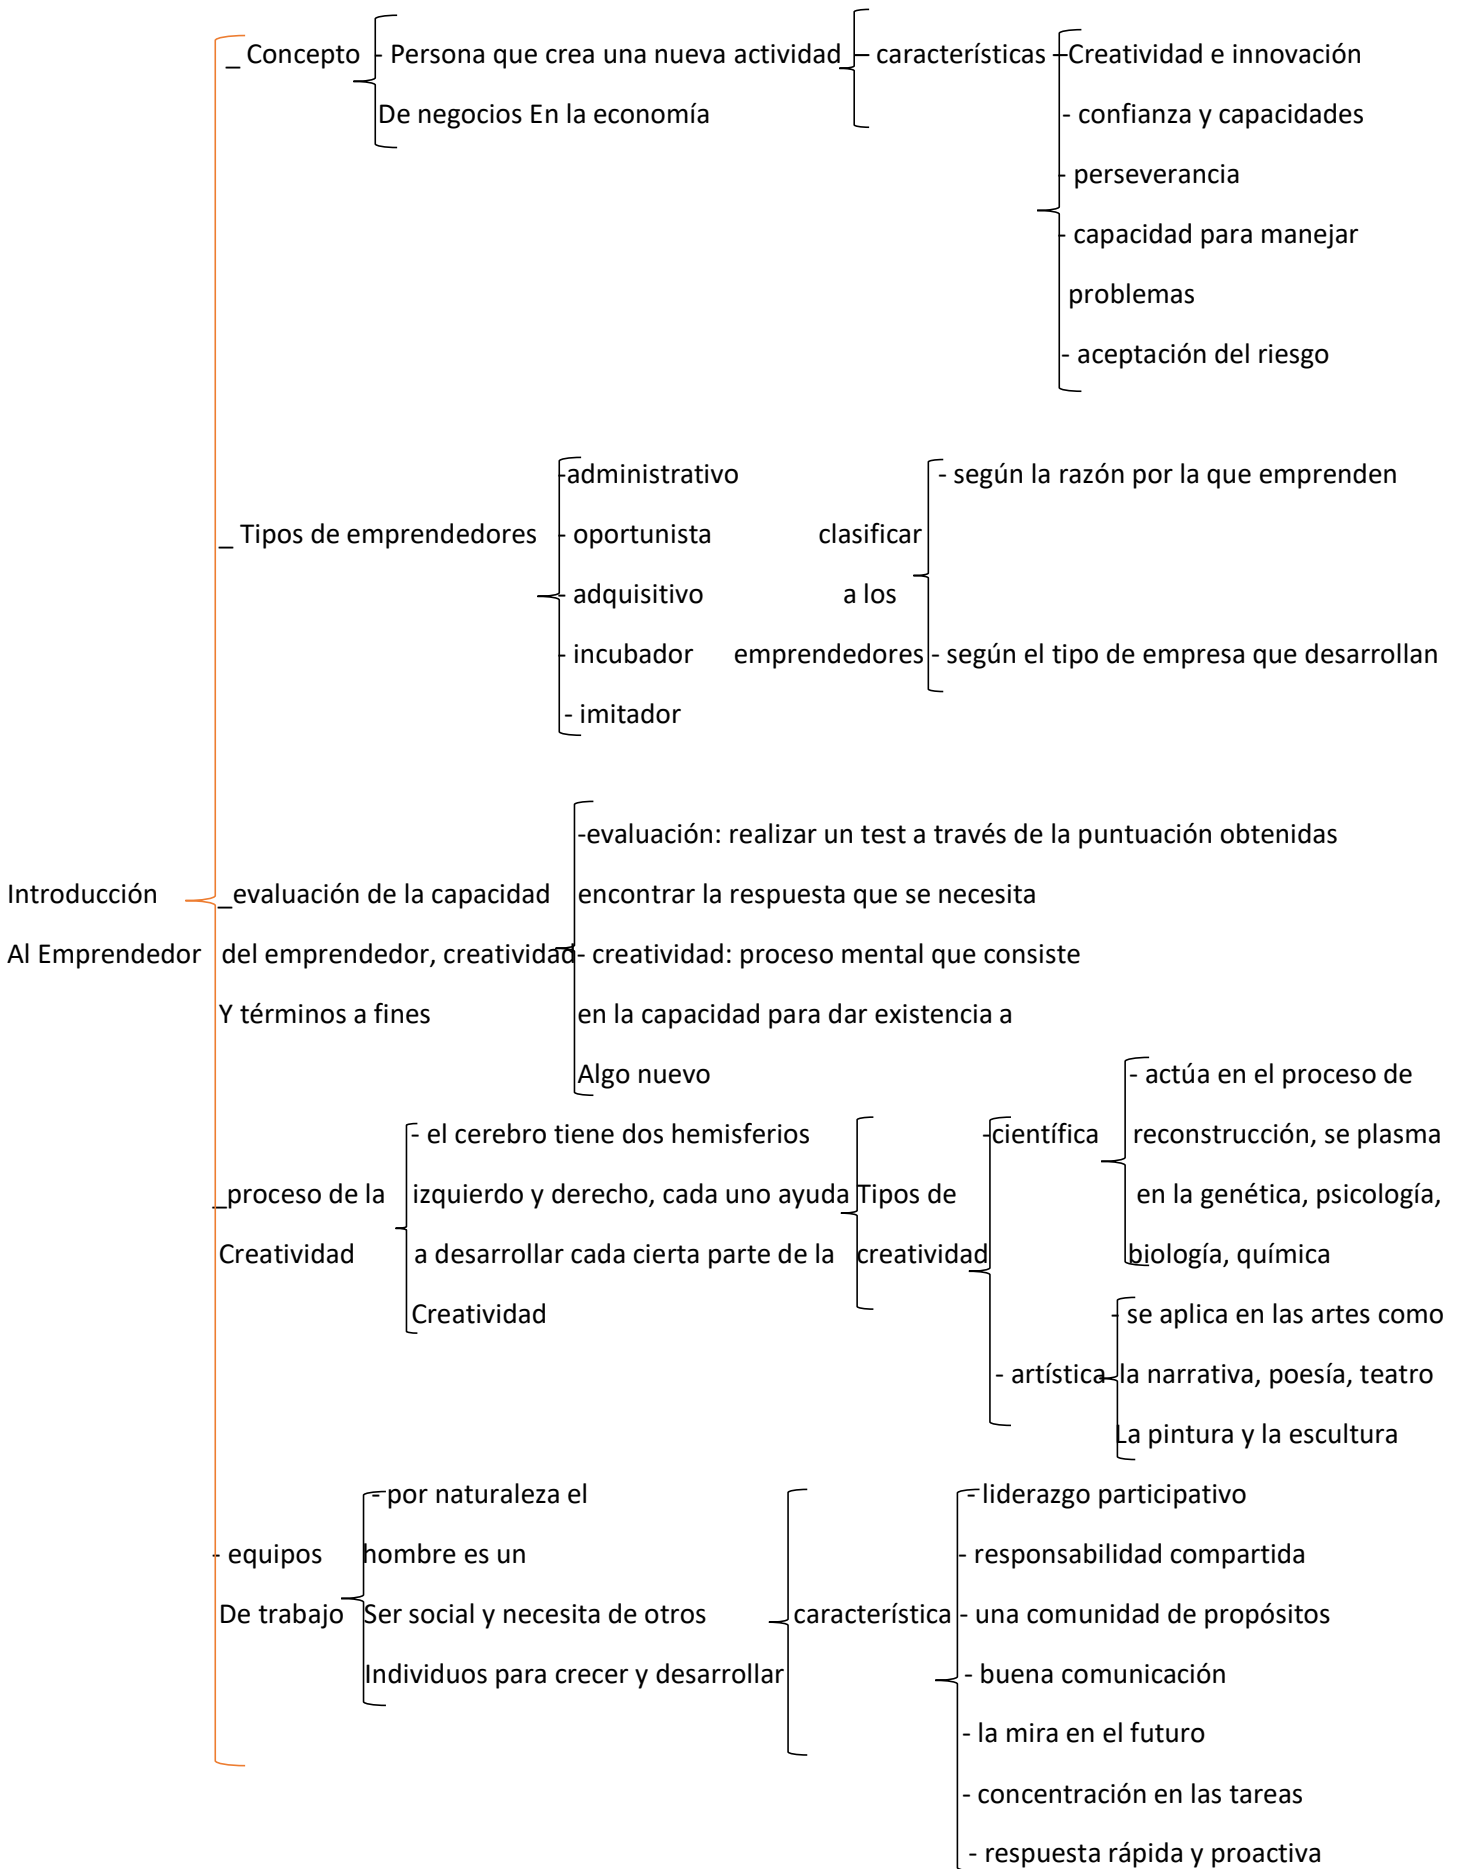 _ Concepto - Persona que crea una nueva actividad - característicás - Creatividad e innovación
De negocios En la economía - confianza y capacidades
- perseverancia
- capacidad para manejar
problemas
- aceptación del riesgo
-administrativo - según la razón por la que emprenden
_ Tipos de emprendedores - oportunista clasificar
- adquisitivo a los
- incubador emprendedores - según el tipo de empresa que desarrollan
- imitador
-evaluación: realizar un test a través de la puntuación obtenidas
Introducción _evaluación de la capacidad encontrar la respuesta que se necesita
Al Emprendedor del emprendedor, creatividad - creatividad: proceso mental que consiste
Y términos a fines en la capacidad para dar existencia a
Algo nuevo - actúa en el proceso de
- el cerebro tiene dos hemisferios -científica reconstrucción, se plasma
_proceso de la izquierdo y derecho, cada uno ayuda Tipos de en la genética, psicología,
Creatividad a desarrollar cada cierta parte de la creatividad biología, química
Creatividad - se aplica en las artes como
- artística la narrativa, poesía, teatro
La pintura y la escultura
- por naturaleza el - liderazgo participativo
- equipos hombre es un - responsabilidad compartida
De trabajo Ser social y necesita de otros característica - una comunidad de propósitos
Individuos para crecer y desarrollar - buena comunicación
- la mira en el futuro
- concentración en las tareas
- respuesta rápida y proactiva